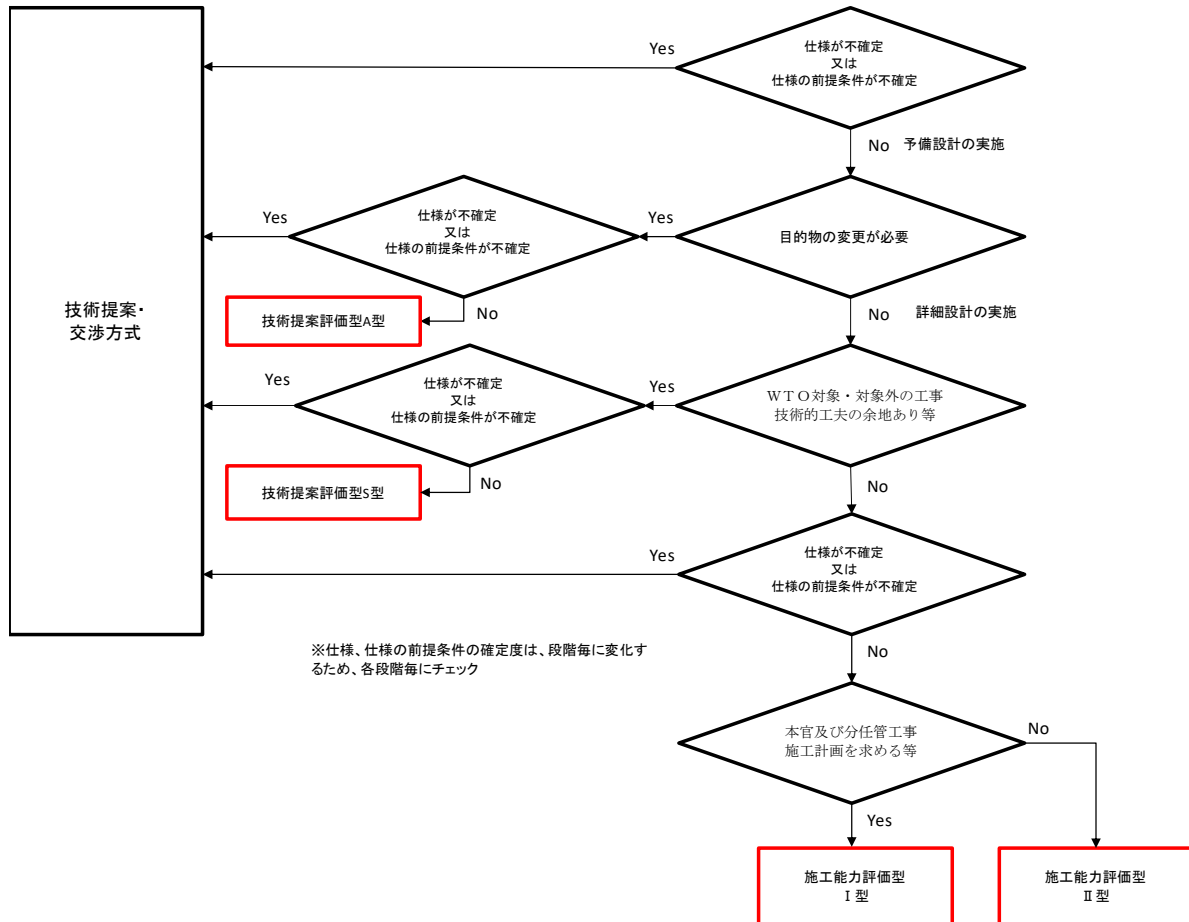 仕様が不確定
又は
仕様の前提条件が不確定
Yes
No
予備設計の実施
目的物の変更が必要
Yes
仕様が不確定
又は
仕様の前提条件が不確定
Yes
No
技術提案評価型A型
No
詳細設計の実施
技術提案・
交渉方式
WTO対象・対象外の工事
技術的工夫の余地あり等
Yes
仕様が不確定
又は
仕様の前提条件が不確定
Yes
No
技術提案評価型S型
No
仕様が不確定
又は
仕様の前提条件が不確定
Yes
No
※仕様、仕様の前提条件の確定度は、段階毎に変化す
るため、各段階毎にチェック
本官及び分任管工事
施工計画を求める等
No
Yes
施工能力評価型
Ⅰ型
施工能力評価型
Ⅱ型